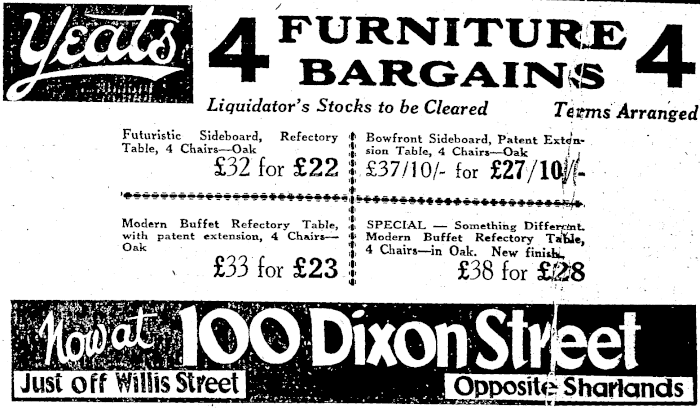 Yeats
4 FURNITURE BARGAINS 4
Liquidator's Stocks to be Cleared Terms Arranged
Futuristic Sideboard, Refectory
Table, 4 Chairs—Oak
£32 for £22
Bowfront Sideboard, Patent Exten-
sion Table, 4 Chairs—Oak
£37/10/- for £27/10/-
Modern Buffet Refectory Table,
with patent extension, 4 Chairs—
Oak
£33 for £23
SPECIAL — Something Different.
Modern Buffet Refectory Table,
4 Chairs—in Oak. New finish.
£38 for £28
Now at 100 Dixon Street
Just off Willis Street
Opposite Sharlands